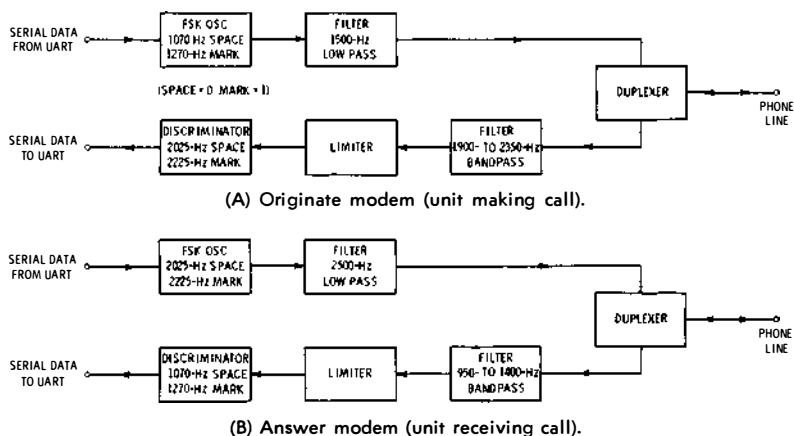 SERIAL DATA
FROM UART
FSK OSC
1070 HZ SPACE
1270-HZ MARK
FILTER
1500-HZ
LOW PASS
(SPACE = 0 MARK = 1)
DUPLEXER
PHONE
LINE
SERIAL DATA
TO UART
DISCRIMINATOR
2025-HZ SPACE
2225-HZ MARK
LIMITER
FILTER
1900- TO 2350-HZ
BANDPASS
(A) Originate modem (unit making call).
SERIAL DATA
FROM UART
FSK OSC
2025-HZ SPACE
2225-HZ MARK
FILTER
2500-HZ
LOW PASS
DUPLEXER
PHONE
LINE
SERIAL DATA
TO UART
DISCRIMINATOR
1070-HZ SPACE
1270-HZ MARK
LIMITER
FILTER
950- TO 1400-HZ
BANDPASS
(B) Answer modem (unit receiving call).